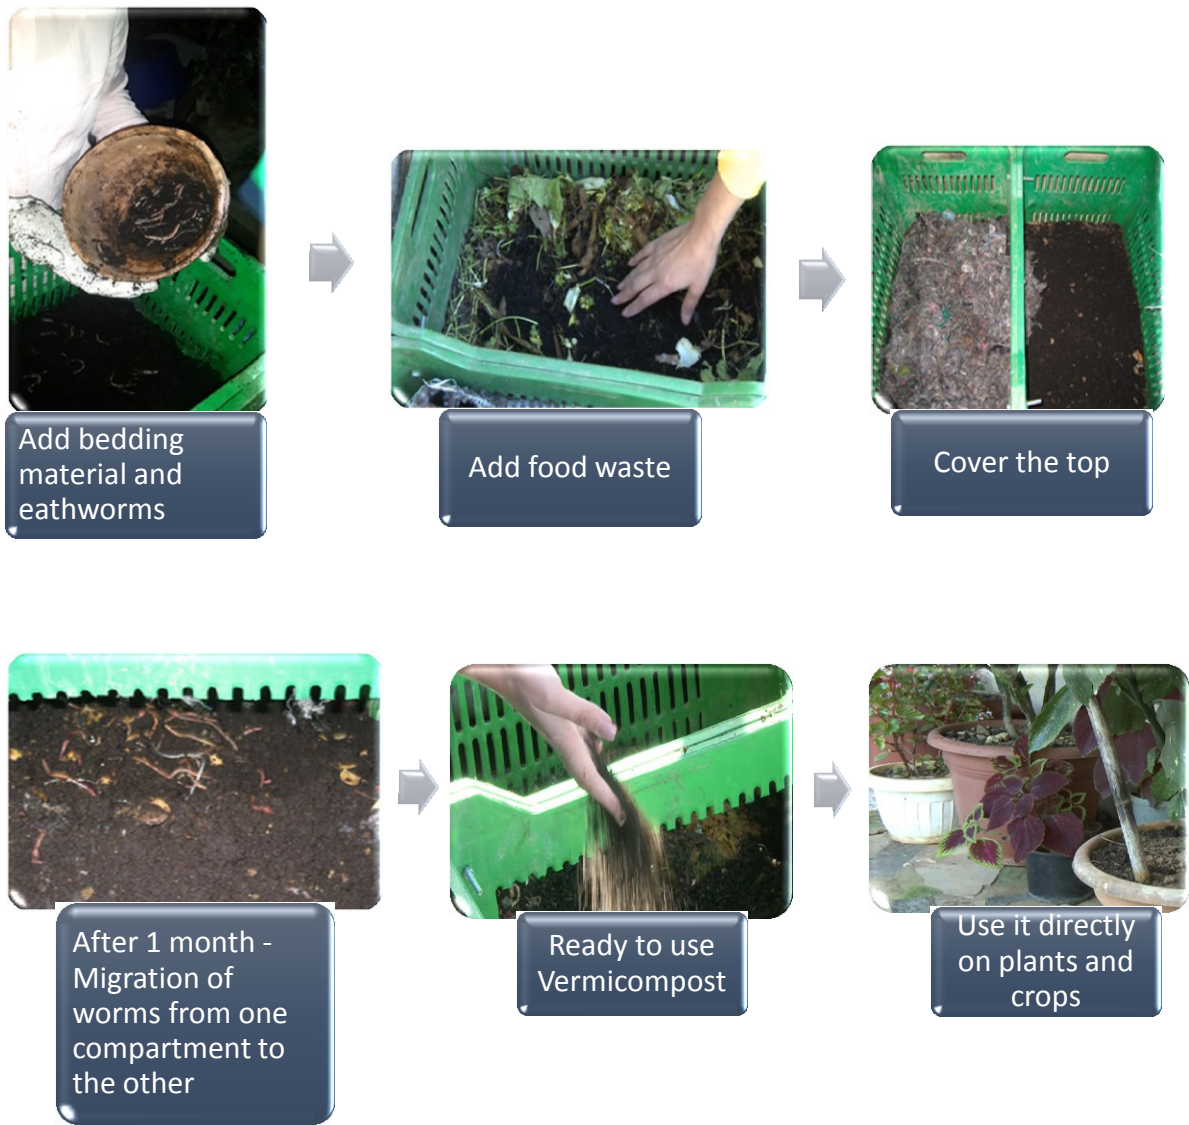 Add bedding
material and
eathworms
Add food waste
Cover the top
After 1 month -
Migration of
worms from one
compartment to
the other
Ready to use
Vermicompost
Use it directly
on plants and
crops